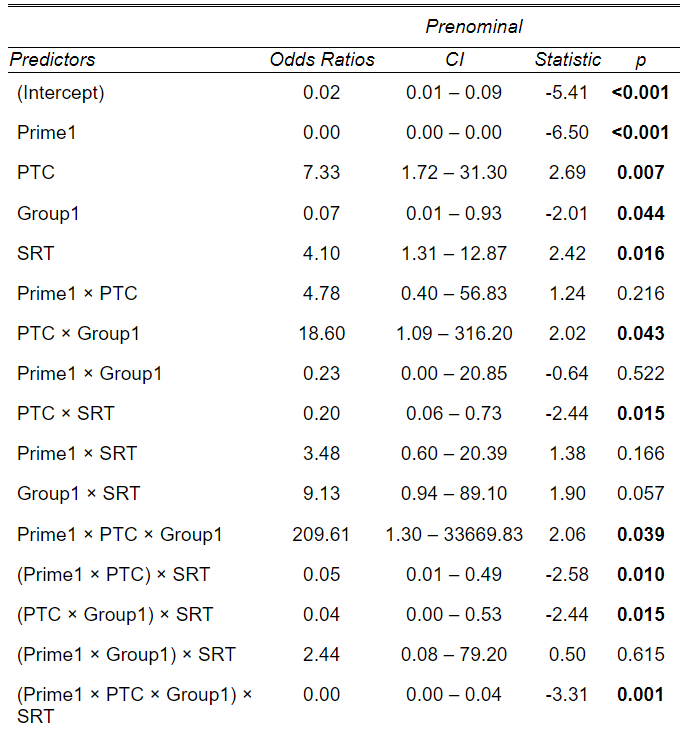 Prenominal
Predictors Odds Ratios CI Statistic p
(Intercept) 0.02 0.01 – 0.09 -5.41 <0.001
Prime1 0.00 0.00 – 0.00 -6.50 <0.001
PTC 7.33 1.72 – 31.30 2.69 0.007
Group1 0.07 0.01 – 0.93 -2.01 0.044
SRT 4.10 1.31 – 12.87 2.42 0.016
Prime1 × PTC 4.78 0.40 – 56.83 1.24 0.216
PTC × Group1 18.60 1.09 – 316.20 2.02 0.043
Prime1 × Group1 0.23 0.00 – 20.85 -0.64 0.522
PTC × SRT 0.20 0.06 – 0.73 -2.44 0.015
Prime1 × SRT 3.48 0.60 – 20.39 1.38 0.166
Group1 × SRT 9.13 0.94 – 89.10 1.90 0.057
Prime1 × PTC × Group1 209.61 1.30 – 33669.83 2.06 0.039
(Prime1 × PTC) × SRT 0.05 0.01 – 0.49 -2.58 0.010
(PTC × Group1) × SRT 0.04 0.00 – 0.53 -2.44 0.015
(Prime1 × Group1) × SRT 2.44 0.08 – 79.20 0.50 0.615
(Prime1 × PTC × Group1) × 0.00 0.00 – 0.04 -3.31 0.001
SRT